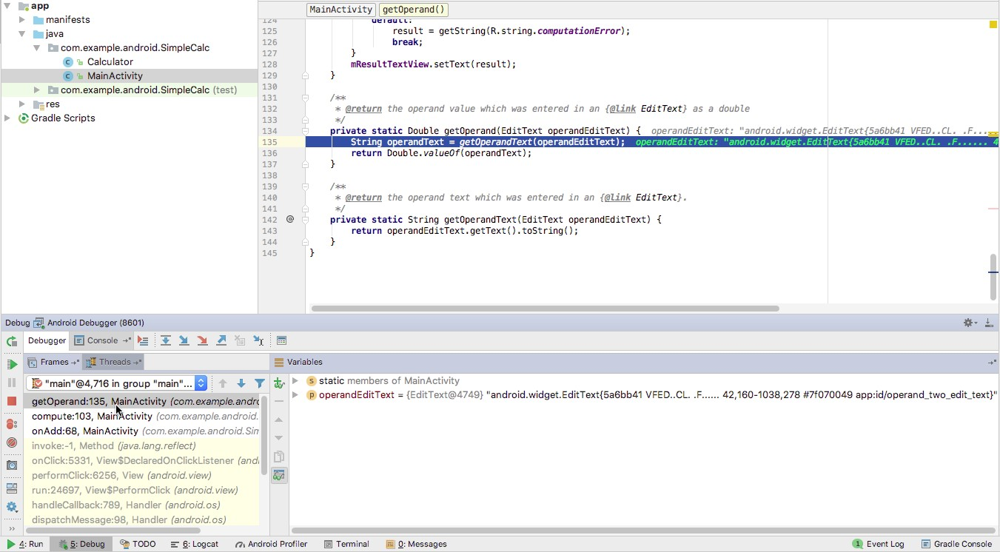 app
manifests
java
com.example.android.SimpleCalc
Calculator
MainActivity
com.example.android.SimpleCalc (test)
res
Gradle Scripts
MainActivity getOperand()
124 default:
125 result = getString(R.string.computationError);
126 break;
127 }
128 mResultTextView.setText(result);
129 }
130
131 /**
132 * @return the operand value which was entered in an {@link EditText} as a double
133 */
134 private static Double getOperand(EditText operandEditText) { operandEditText: "android.widget.EditText{5a6bb41 VFED..CL. .F...
135 String operandText = getOperandText(operandEditText); operandEditText: "android.widget.EditText{5a6bb41 VFED..CL. .F...... 4
136 return Double.valueOf(operandText);
137 }
138
139 /**
140 * @return the operand text which was entered in an {@link EditText}.
141 */
142 @ private static String getOperandText(EditText operandEditText) {
143 return operandEditText.getText().toString();
144 }
145 }
Debug Android Debugger (8601)
Debugger Console
Frames Threads
"main"@4,716 in group "main"...
getOperand:135, MainActivity (com.example.andro
compute:103, MainActivity (com.example.android.
onAdd:68, MainActivity (com.example.android.Sim
invoke:-1, Method (java.lang.reflect)
onClick:5331, View$DeclaredOnClickListener (and
performClick:6256, View (android.view)
run:24697, View$PerformClick (android.view)
handleCallback:789, Handler (android.os)
dispatchMessage:98, Handler (android.os)
Variables
static members of MainActivity
operandEditText = {EditText@4749} "android.widget.EditText{5a6bb41 VFED..CL. .F...... 42,160-1038,278 #7f070049 app:id/operand_two_edit_text}"
4: Run 5: Debug TODO 6: Logcat Android Profiler Terminal 0: Messages 1 Event Log Gradle Console